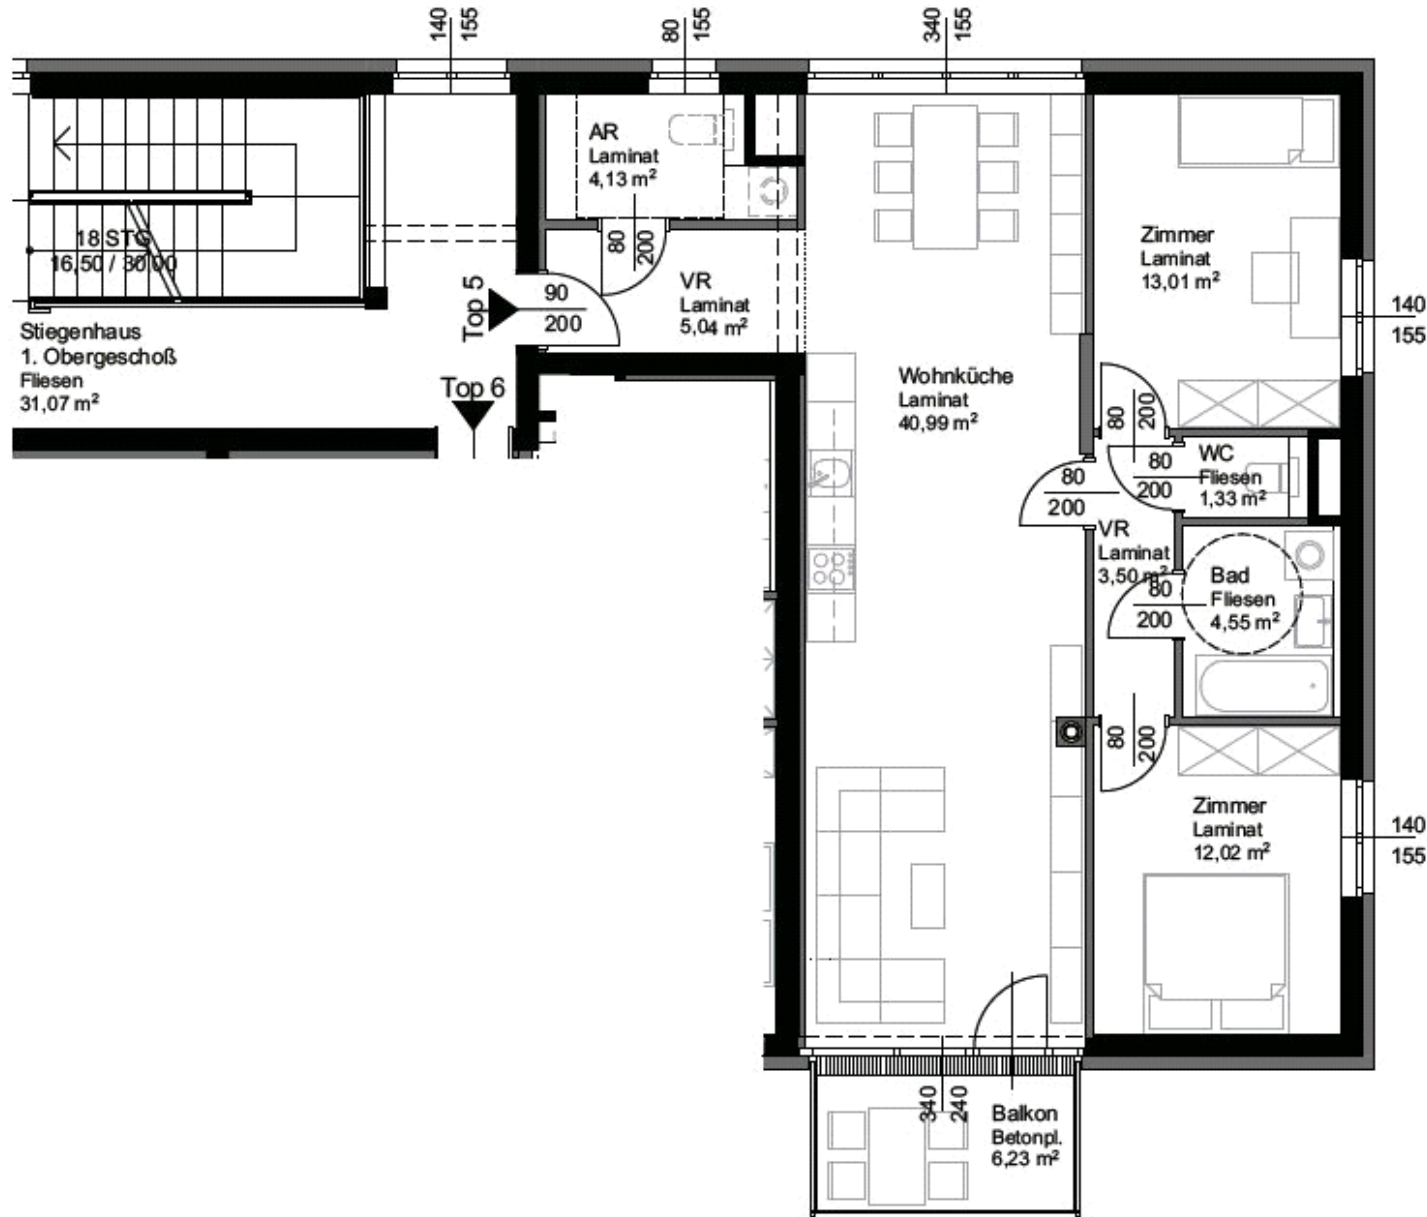 140
155
80
155
340
155
AR
Laminat
4,13 m²
80
200
18 STG
16,50 / 30,00
Stiegenhaus
1. Obergeschoß
Fliesen
31,07 m²
Top 5
90
200
VR
Laminat
5,04 m²
Top 6
Wohnküche
Laminat
40,99 m²
Zimmer
Laminat
13,01 m²
140
155
80
200
80
200
WC
Fliesen
1,33 m²
80
200
VR
Laminat
3,50 m²
80
200
Bad
Fliesen
4,55 m²
80
200
Zimmer
Laminat
12,02 m²
140
155
340
240
Balkon
Betonpl.
6,23 m²